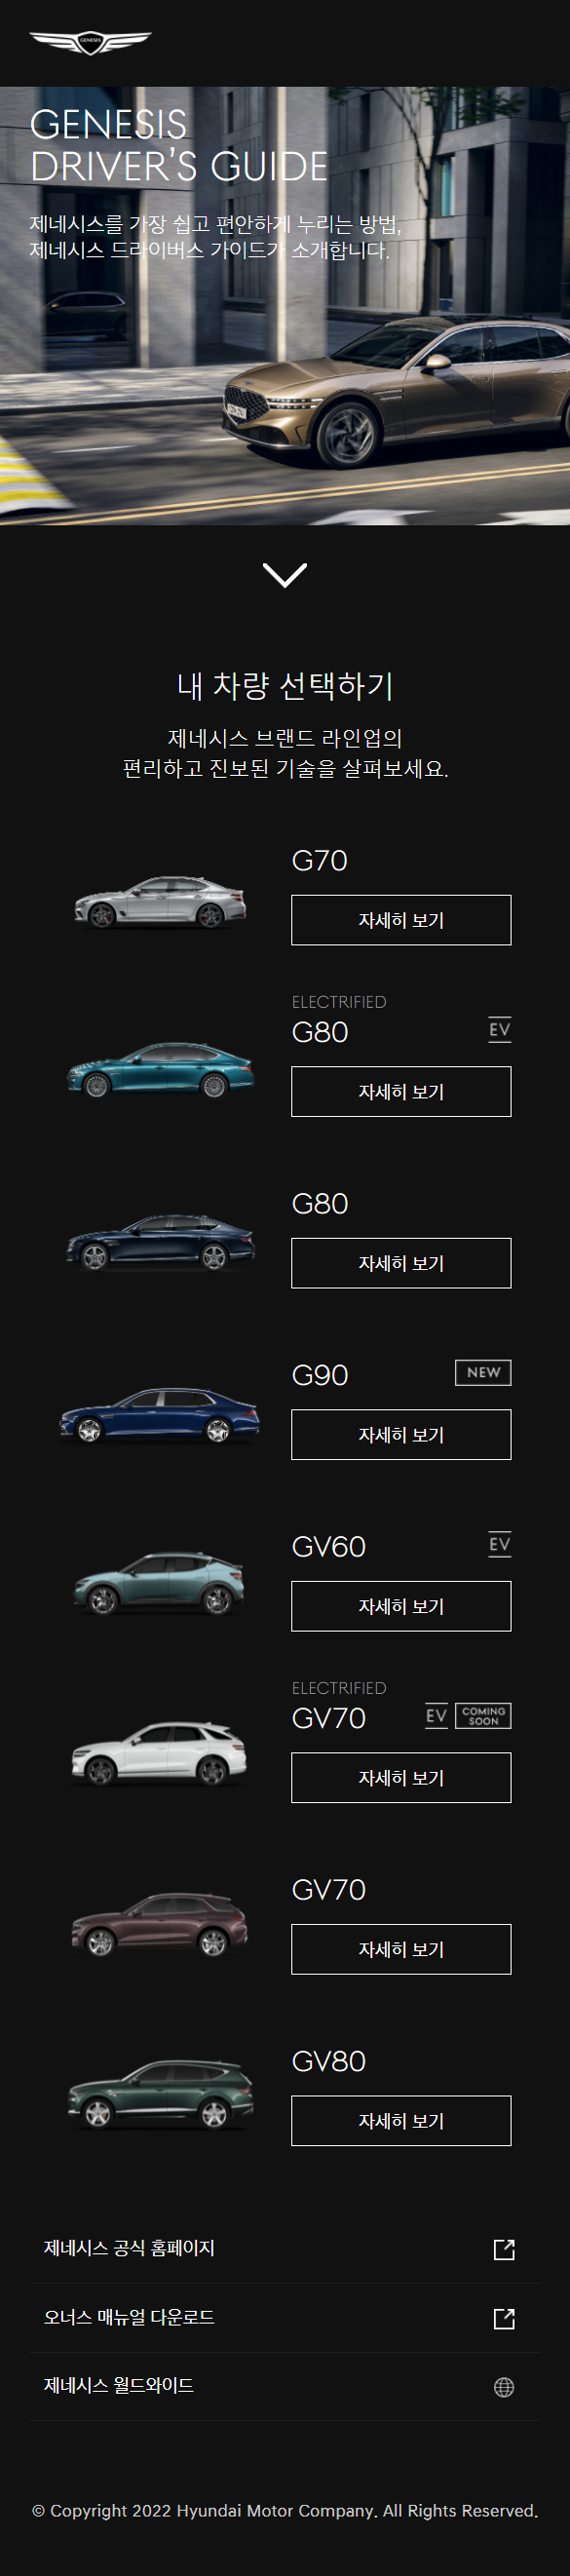 GENESIS
GENESIS
DRIVER'S GUIDE
제네시스를 가장 쉽고 편안하게 누리는 방법,
제네시스 드라이버스 가이드가 소개합니다.
내 차량 선택하기
제네시스 브랜드 라인업의
편리하고 진보된 기술을 살펴보세요.
G70
자세히 보기
ELECTRIFIED
G80 EV
자세히 보기
G80
자세히 보기
G90 NEW
자세히 보기
GV60 EV
자세히 보기
ELECTRIFIED
GV70 EV COMING SOON
자세히 보기
GV70
자세히 보기
GV80
자세히 보기
제네시스 공식 홈페이지
오너스 매뉴얼 다운로드
제네시스 월드와이드
© Copyright 2022 Hyundai Motor Company. All Rights Reserved.